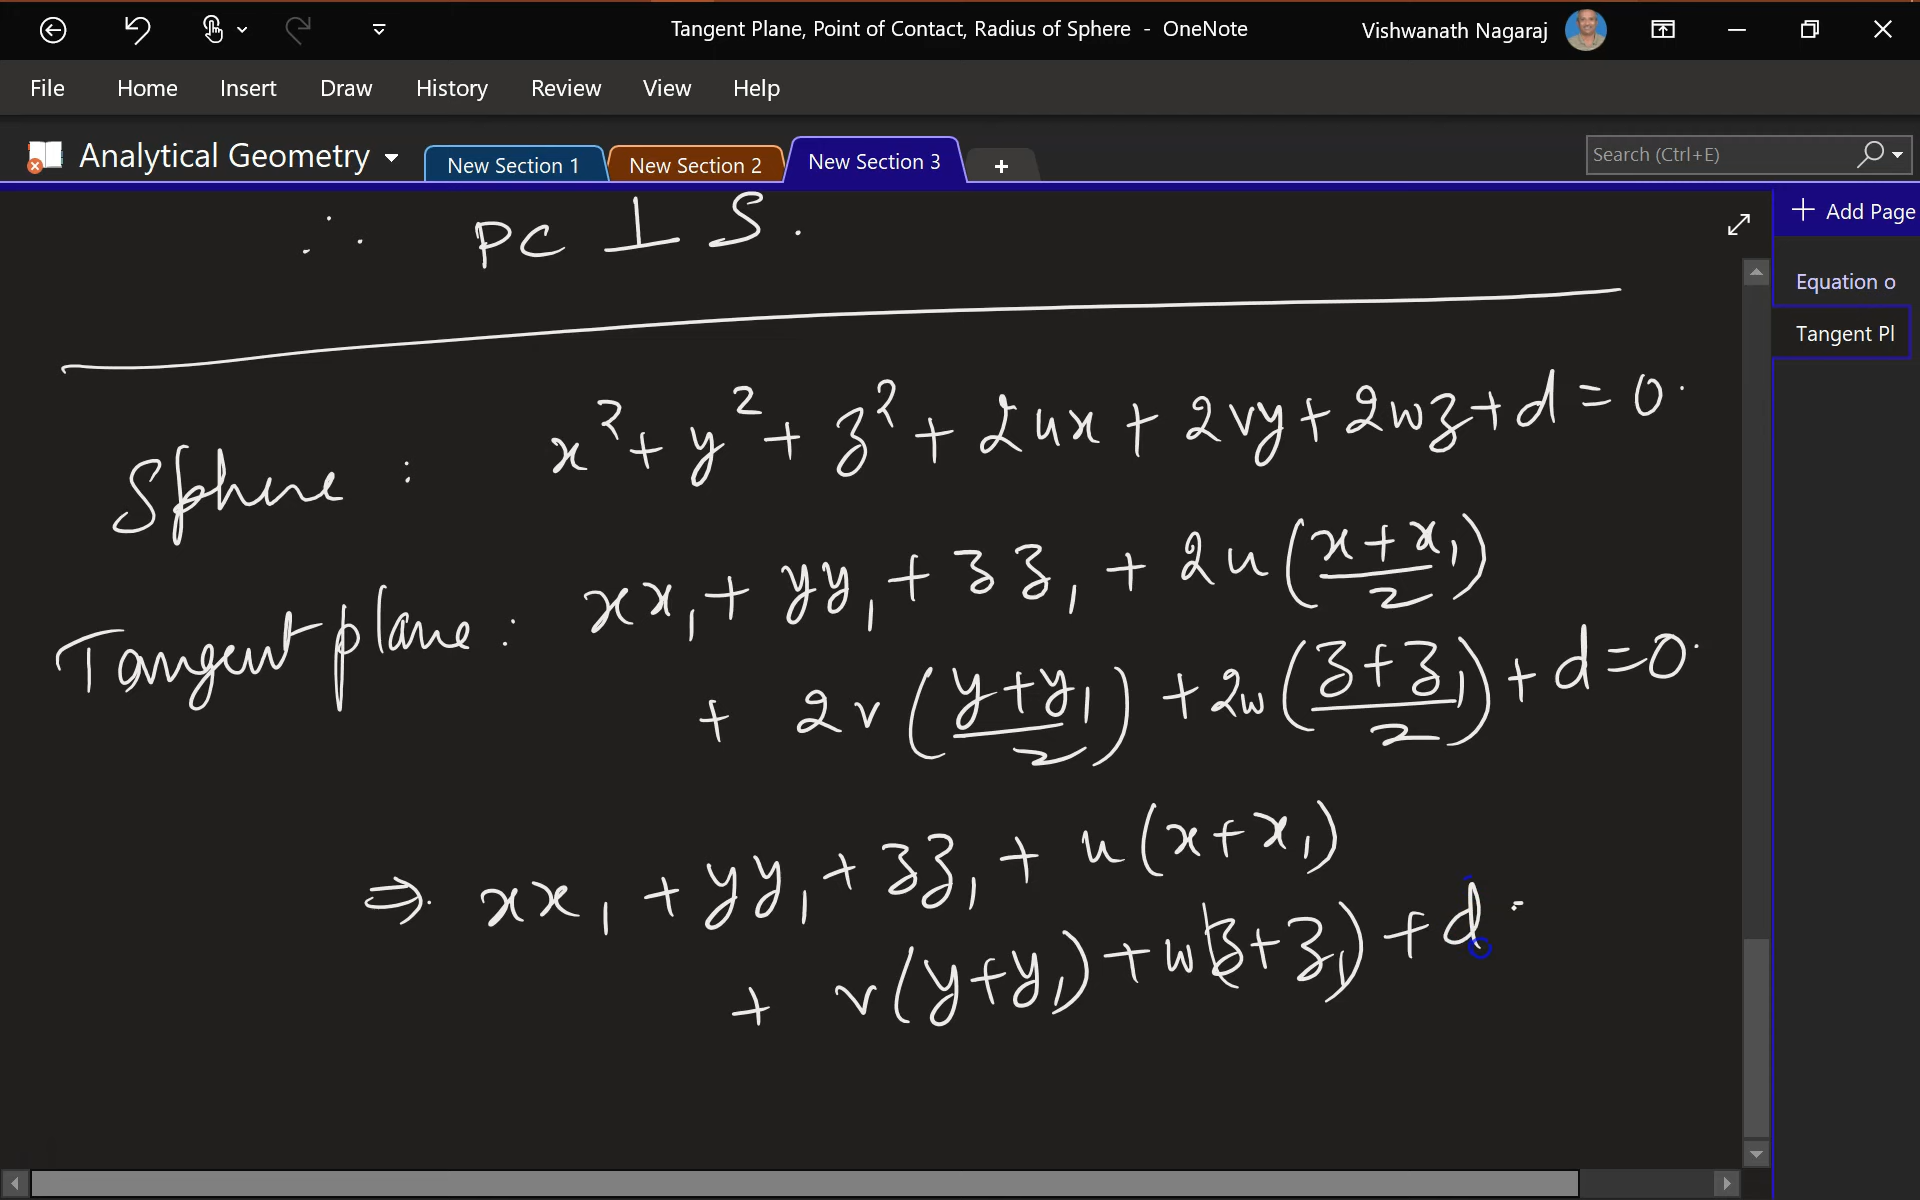 Tangent Plane, Point of Contact, Radius of Sphere - OneNote
Vishwanath Nagaraj
File Home Insert Draw History Review View Help
Analytical Geometry
New Section 1
New Section 2
New Section 3
+
Search (Ctrl+E)
+ Add Page
Equation o
Tangent Pl
∴ PC ⊥ S.
Sphere : x² + y² + z² + 2ux + 2vy + 2wz + d = 0.
Tangent plane : xx₁ + yy₁ + zz₁ + 2u((x+x₁)/2)
+ 2v((y+y₁)/2) + 2w((z+z₁)/2) + d = 0.
⇒ xx₁ + yy₁ + zz₁ + u(x+x₁)
+ v(y+y₁) + w(z+z₁) + d